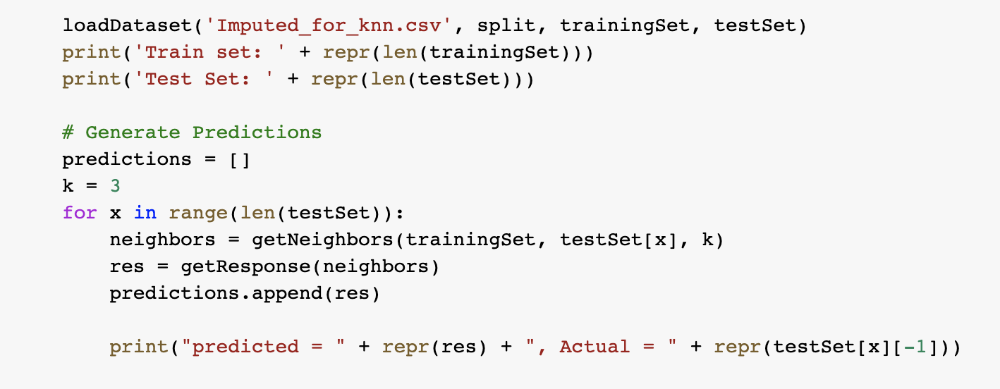 loadDataset('Imputed_for_knn.csv', split, trainingSet, testSet)
print('Train set: ' + repr(len(trainingSet)))
print('Test Set: ' + repr(len(testSet)))
# Generate Predictions
predictions = []
k = 3
for x in range(len(testSet)):
    neighbors = getNeighbors(trainingSet, testSet[x], k)
    res = getResponse(neighbors)
    predictions.append(res)
    print("predicted = " + repr(res) + ", Actual = " + repr(testSet[x][-1]))